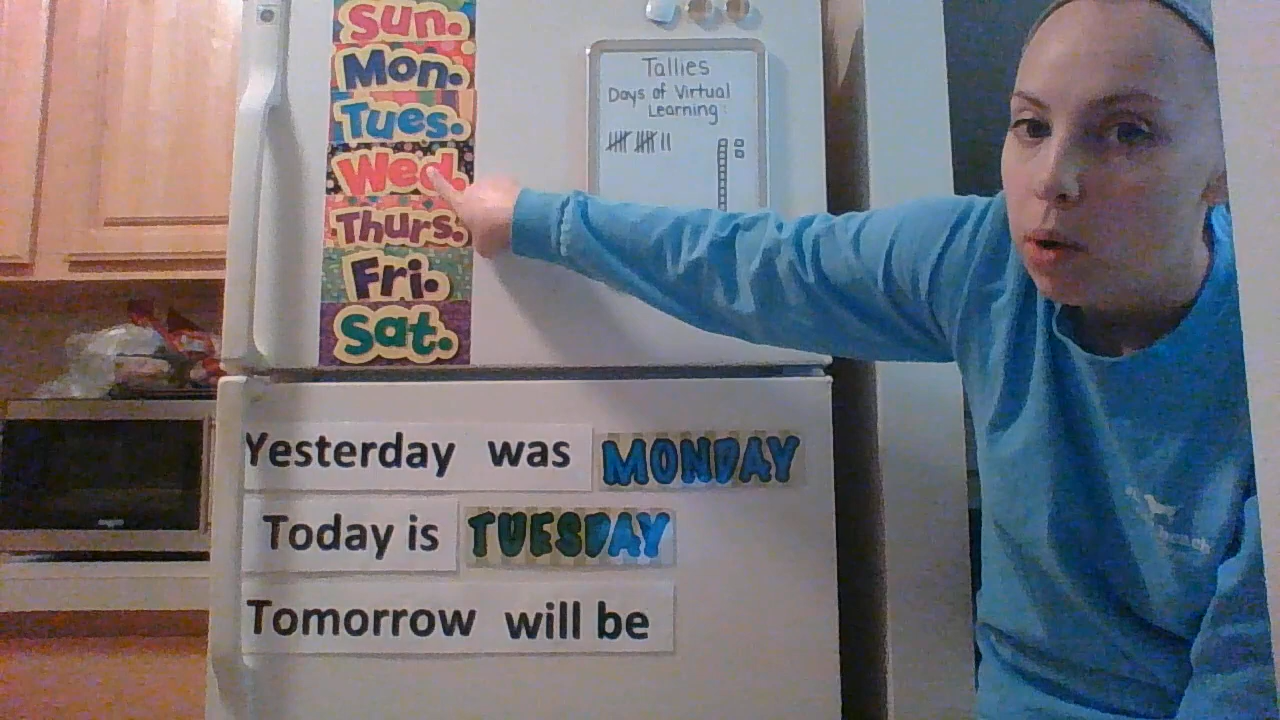 Sun.
Mon.
Tues.
Wed.
Thurs.
Fri.
Sat.
Tallies
Days of Virtual
Learning:
Yesterday was MONDAY
Today is TUESDAY
Tomorrow will be